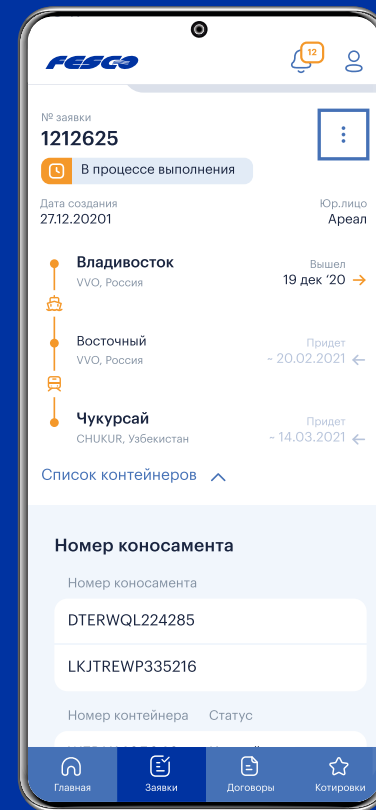 FESCO
12
№ заявки
1212625
В процессе выполнения
Дата создания
Юр.лицо
27.12.20201
Ареал
Владивосток
Вышел
VVO, Россия
19 дек ‘20
Восточный
Придет
VVO, Россия
~ 20.02.2021
Чукурсай
Придет
CHUKUR, Узбекистан
~ 14.03.2021
Список контейнеров
Номер коносамента
Номер коносамента
DTERWQL224285
LKJTREWP335216
Номер контейнера Статус
Главная Заявки Договоры Котировки